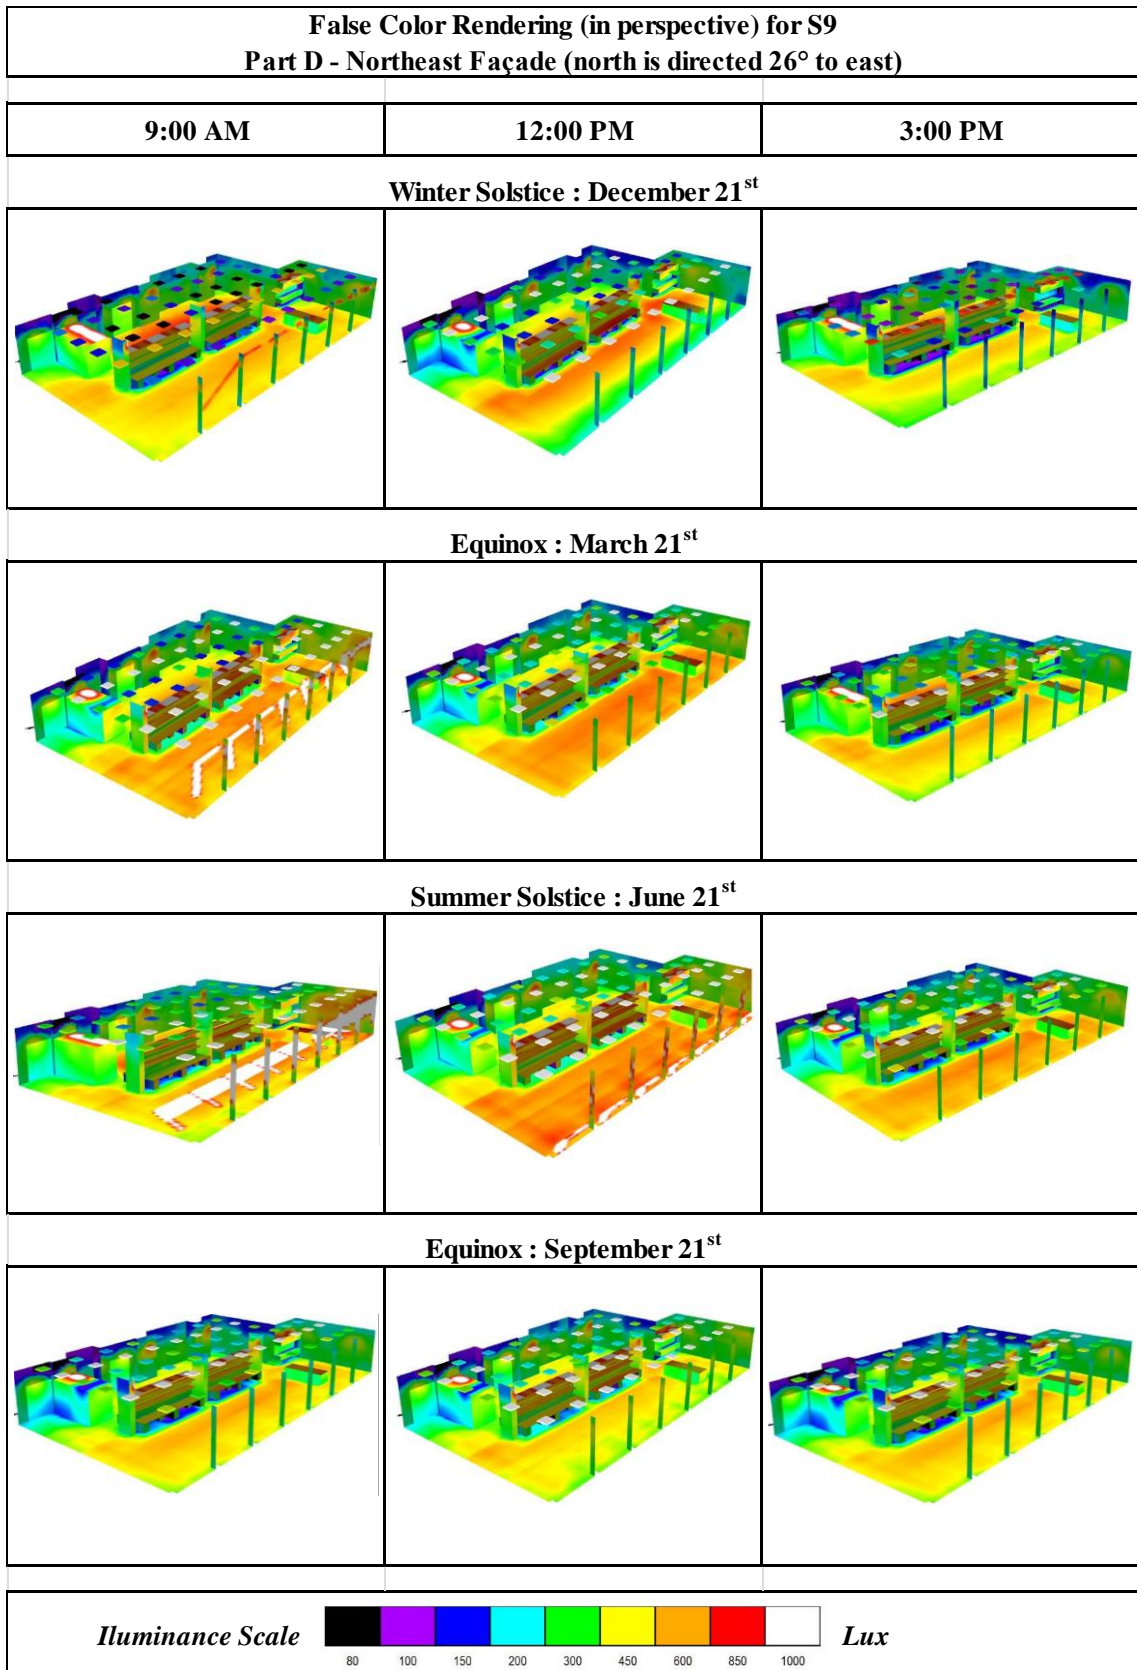 False Color Rendering (in perspective) for S9
Part D - Northeast Façade (north is directed 26° to east)
9:00 AM 12:00 PM 3:00 PM
Winter Solstice : December 21st
Equinox : March 21st
Summer Solstice : June 21st
Equinox : September 21st
Iluminance Scale Lux
80 100 150 200 300 450 600 850 1000